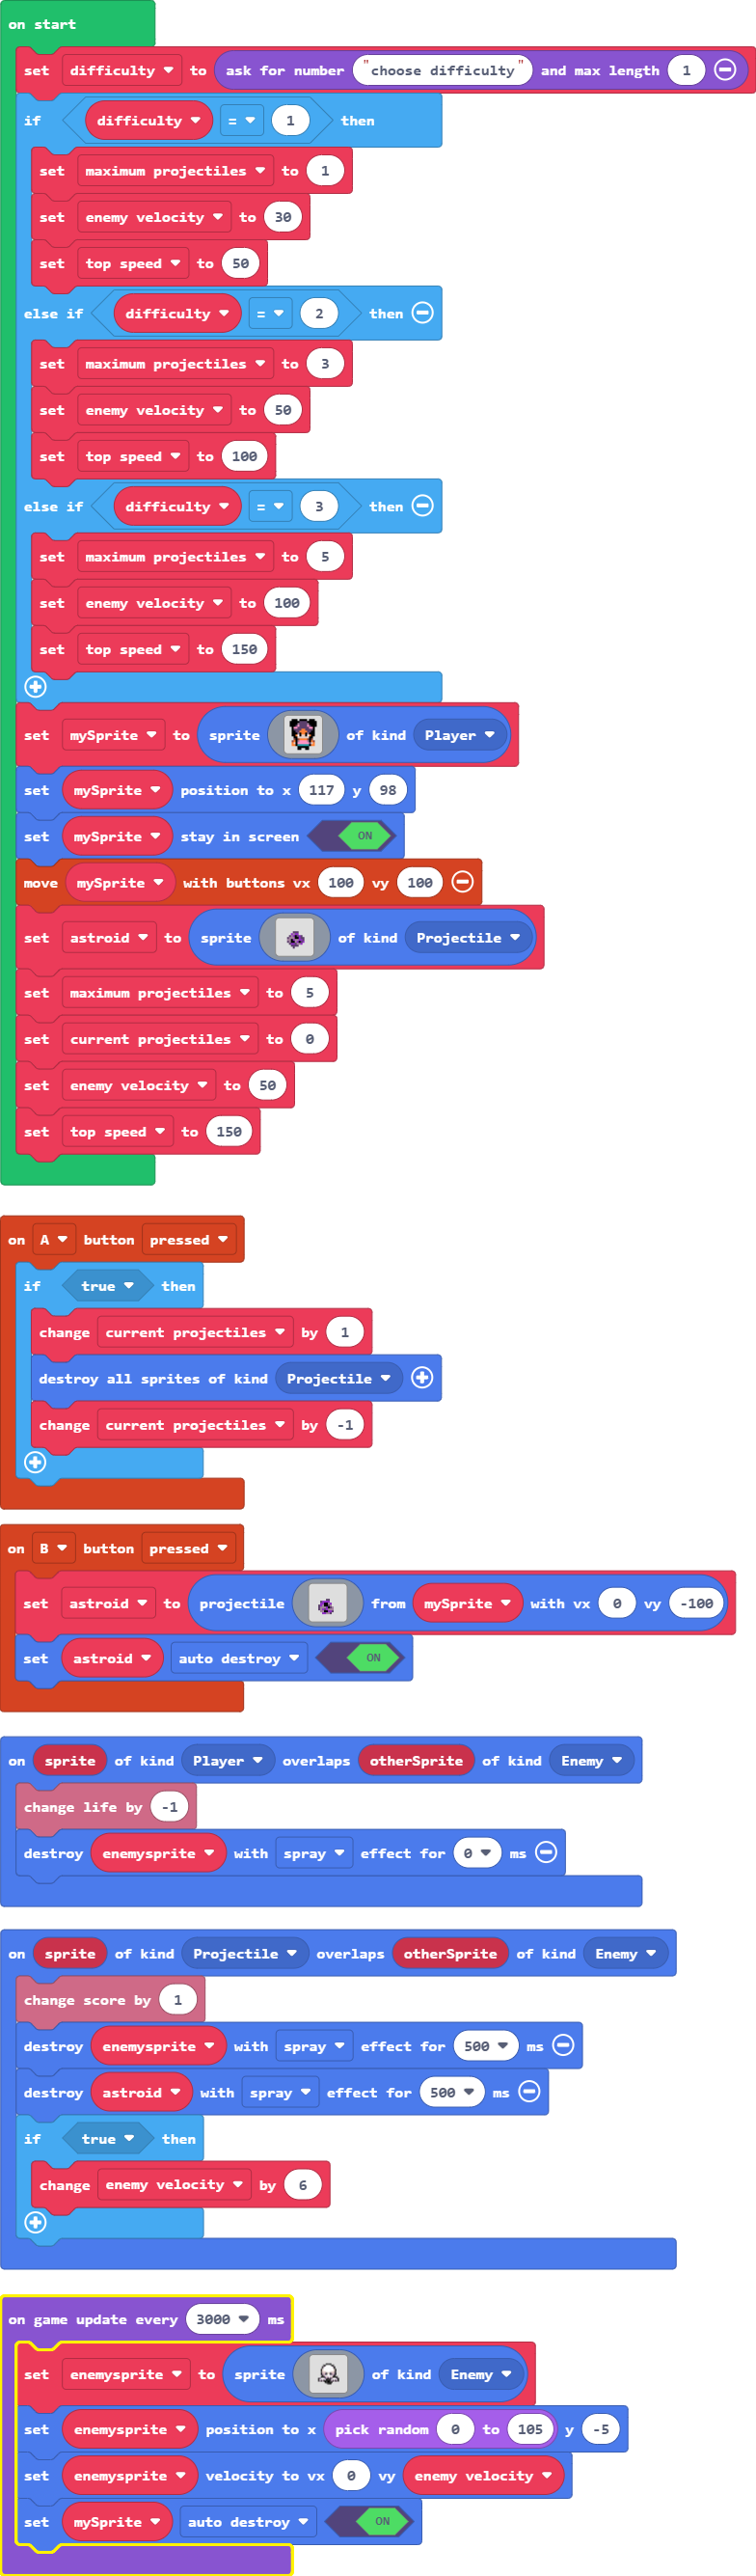 on start
set difficulty to ask for number "choose difficulty" and max length 1
if difficulty = 1 then
set maximum projectiles to 1
set enemy velocity to 30
set top speed to 50
else if difficulty = 2 then
set maximum projectiles to 3
set enemy velocity to 50
set top speed to 100
else if difficulty = 3 then
set maximum projectiles to 5
set enemy velocity to 100
set top speed to 150
set mySprite to sprite of kind Player
set mySprite position to x 117 y 98
set mySprite stay in screen ON
move mySprite with buttons vx 100 vy 100
set astroid to sprite of kind Projectile
set maximum projectiles to 5
set current projectiles to 0
set enemy velocity to 50
set top speed to 150
on A button pressed
if true then
change current projectiles by 1
destroy all sprites of kind Projectile
change current projectiles by -1
on B button pressed
set astroid to projectile from mySprite with vx 0 vy -100
set astroid auto destroy ON
on sprite of kind Player overlaps otherSprite of kind Enemy
change life by -1
destroy enemysprite with spray effect for 0 ms
on sprite of kind Projectile overlaps otherSprite of kind Enemy
change score by 1
destroy enemysprite with spray effect for 500 ms
destroy astroid with spray effect for 500 ms
if true then
change enemy velocity by 6
on game update every 3000 ms
set enemysprite to sprite of kind Enemy
set enemysprite position to x pick random 0 to 105 y -5
set enemysprite velocity to vx 0 vy enemy velocity
set mySprite auto destroy ON